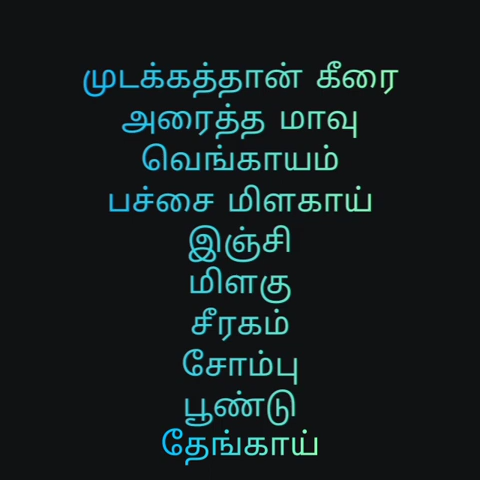 முடக்கத்தான் கீரை
அரைத்த மாவு
வெங்காயம்
பச்சை மிளகாய்
இஞ்சி
மிளகு
சீரகம்
சோம்பு
பூண்டு
தேங்காய்